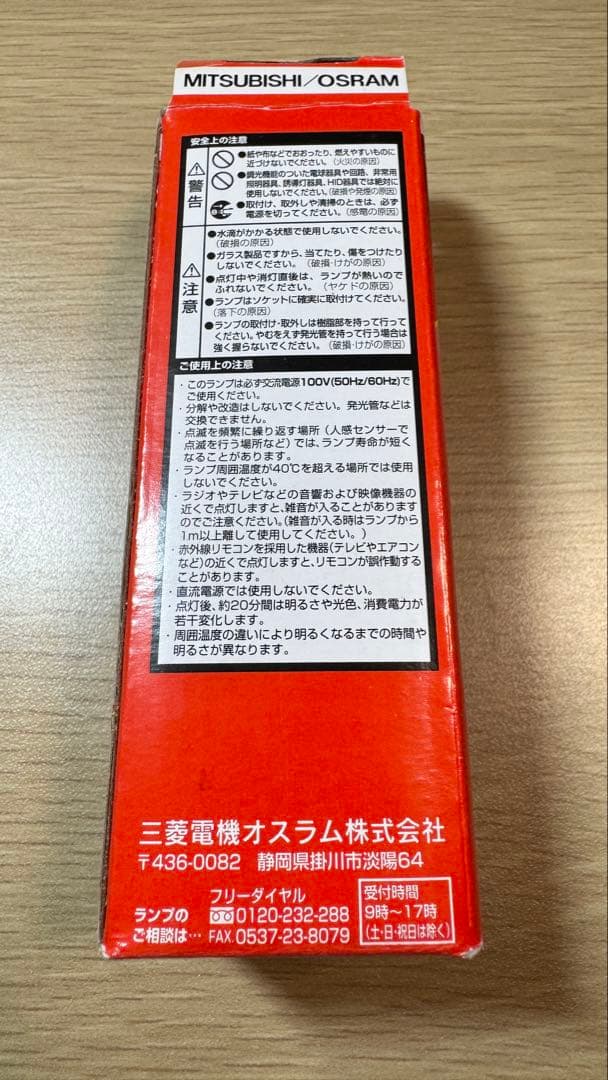 MITSUBISHI/OSRAM
安全上の注意
警告
●紙や布などでおおったり、燃えやすいものに
近づけないでください。(火災の原因)
●調光機能のついた電球器具や回路、非常用
照明器具、誘導灯器具、HID器具では絶対に
使用しないでください。(破損や発煙の原因)
●取付け、取外しや清掃のときは、必ず
電源を切ってください。(感電の原因)
注意
●水滴がかかる状態で使用しないでください。
(破損の原因)
●ガラス製品ですから、当てたり、傷をつけたり
しないでください。(破損・けがの原因)
●点灯中や消灯直後は、ランプが熱いので
ふれないでください。(ヤケドの原因)
●ランプはソケットに確実に取付けてください。
(落下の原因)
●ランプの取付け・取外しは樹脂部を持って行って
ください。やむをえず発光管を持って行う場合は
強く握らないでください。(破損・けがの原因)
ご使用上の注意
・このランプは必ず交流電源100V(50Hz/60Hz)で
ご使用ください。
・分解や改造はしないでください。発光管などは
交換できません。
・点滅を頻繁に繰り返す場所(人感センサーで
点滅を行う場所など)では、ランプ寿命が短く
なることがあります。
・ランプ周囲温度が40℃を超える場所では使用
しないでください。
・ラジオやテレビなどの音響および映像機器の
近くで点灯しますと、雑音が入ることがあります
のでご注意ください。(雑音が入る時はランプから
1m以上離して使用してください。)
・赤外線リモコンを採用した機器(テレビやエアコン
など)の近くで点灯しますと、リモコンが誤作動する
ことがあります。
・直流電源では使用しないでください。
・点灯後、約20分間は明るさや光色、消費電力が
若干変化します。
・周囲温度の違いにより明るくなるまでの時間や
明るさが異なります。
三菱電機オスラム株式会社
〒436-0082 静岡県掛川市淡陽64
ランプの
ご相談は…
フリーダイヤル
0120-232-288
FAX.0537-23-8079
受付時間
9時〜17時
(土・日・祝日は除く)